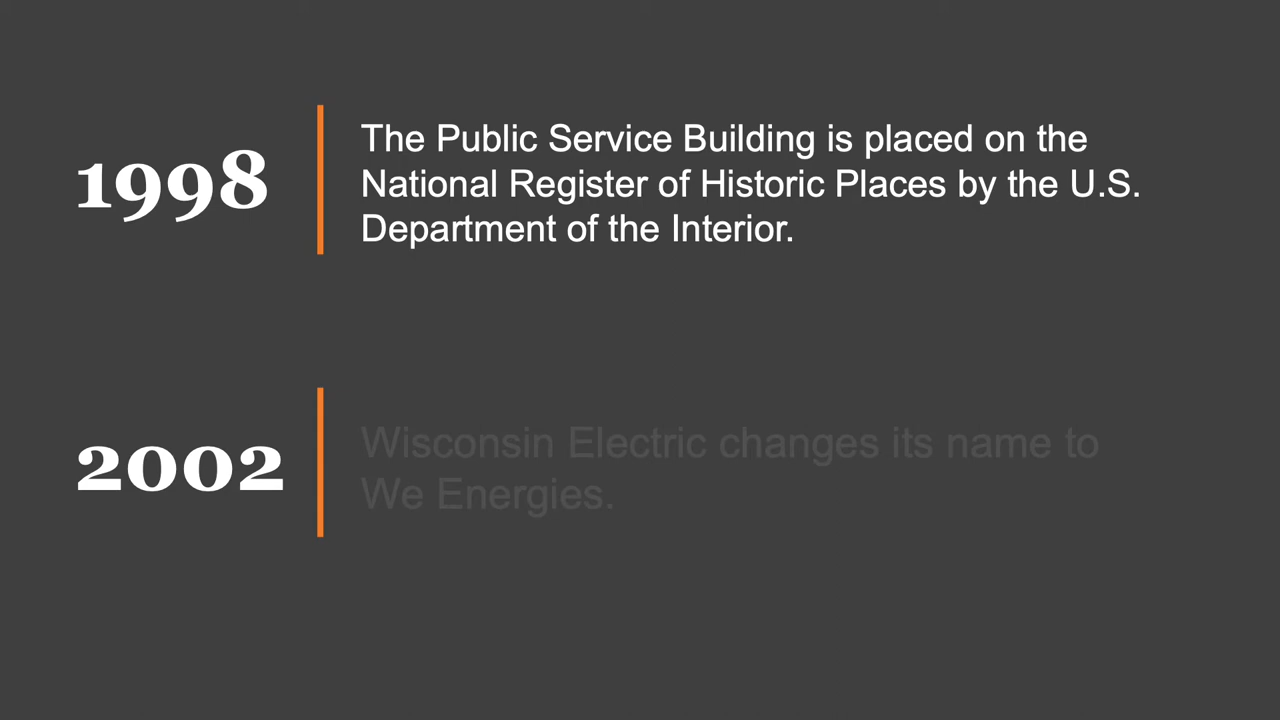 1998
The Public Service Building is placed on the
National Register of Historic Places by the U.S.
Department of the Interior.
2002
Wisconsin Electric changes its name to
We Energies.